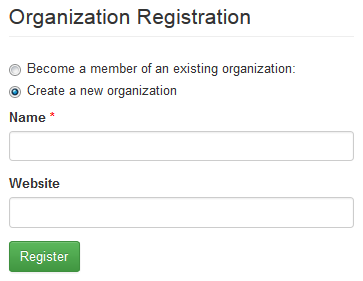 Organization Registration
Become a member of an existing organization:
Create a new organization
Name *
Website
Register